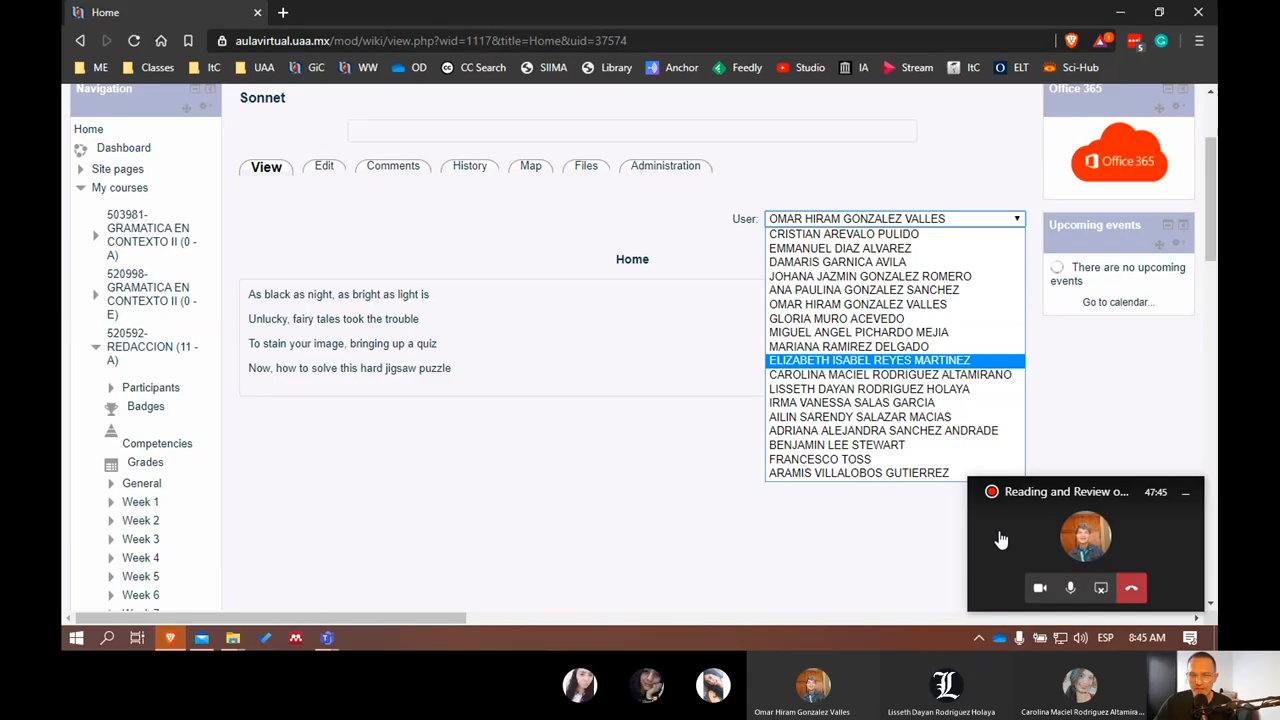 Home
aulavirtual.uaa.mx/mod/wiki/view.php?wid=1117&title=Home&uid=37574
1
5
ME
Classes
ItC
UAA
GiC
WW
OD
CC Search
SIIMA
Library
Anchor
Feedly
Studio
IA
Stream
ItC
ELT
Sci-Hub
Navigation
Home
Dashboard
Site pages
My courses
503981-
GRAMATICA EN
CONTEXTO II (0 -
A)
520998-
GRAMATICA EN
CONTEXTO II (0 -
E)
520592-
REDACCION (11 -
A)
Participants
Badges
Competencies
Grades
General
Week 1
Week 2
Week 3
Week 4
Week 5
Week 6
Sonnet
View
Edit
Comments
History
Map
Files
Administration
User:
OMAR HIRAM GONZALEZ VALLES
CRISTIAN AREVALO PULIDO
EMMANUEL DIAZ ALVAREZ
DAMARIS GARNICA AVILA
JOHANA JAZMIN GONZALEZ ROMERO
ANA PAULINA GONZALEZ SANCHEZ
OMAR HIRAM GONZALEZ VALLES
GLORIA MURO ACEVEDO
MIGUEL ANGEL PICHARDO MEJIA
MARIANA RAMIREZ DELGADO
ELIZABETH ISABEL REYES MARTINEZ
CAROLINA MACIEL RODRIGUEZ ALTAMIRANO
LISSETH DAYAN RODRIGUEZ HOLAYA
IRMA VANESSA SALAS GARCIA
AILIN SARENDY SALAZAR MACIAS
ADRIANA ALEJANDRA SANCHEZ ANDRADE
BENJAMIN LEE STEWART
FRANCESCO TOSS
ARAMIS VILLALOBOS GUTIERREZ
Home
As black as night, as bright as light is
Unlucky, fairy tales took the trouble
To stain your image, bringing up a quiz
Now, how to solve this hard jigsaw puzzle
Office 365
Office 365
Upcoming events
There are no upcoming
events
Go to calendar...
Reading and Review o...
47:45
ESP
8:45 AM
L
Omar Hiram Gonzalez Valles
Lisseth Dayan Rodriguez Holaya
Carolina Maciel Rodriguez Altamira...